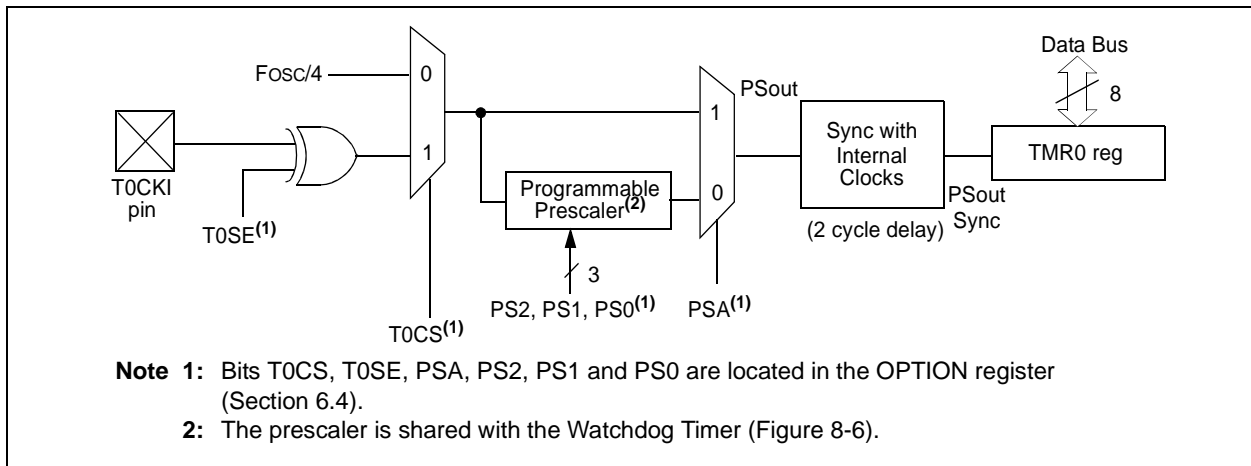 Data Bus
FOSC/4
0
PSout
8
1
Sync with
Internal
Clocks
TMR0 reg
1
T0CKI
pin
Programmable
Prescaler(2)
0
PSout
Sync
T0SE(1)
(2 cycle delay)
3
PS2, PS1, PS0(1)
PSA(1)
T0CS(1)
Note 1: Bits T0CS, T0SE, PSA, PS2, PS1 and PS0 are located in the OPTION register
(Section 6.4).
2: The prescaler is shared with the Watchdog Timer (Figure 8-6).